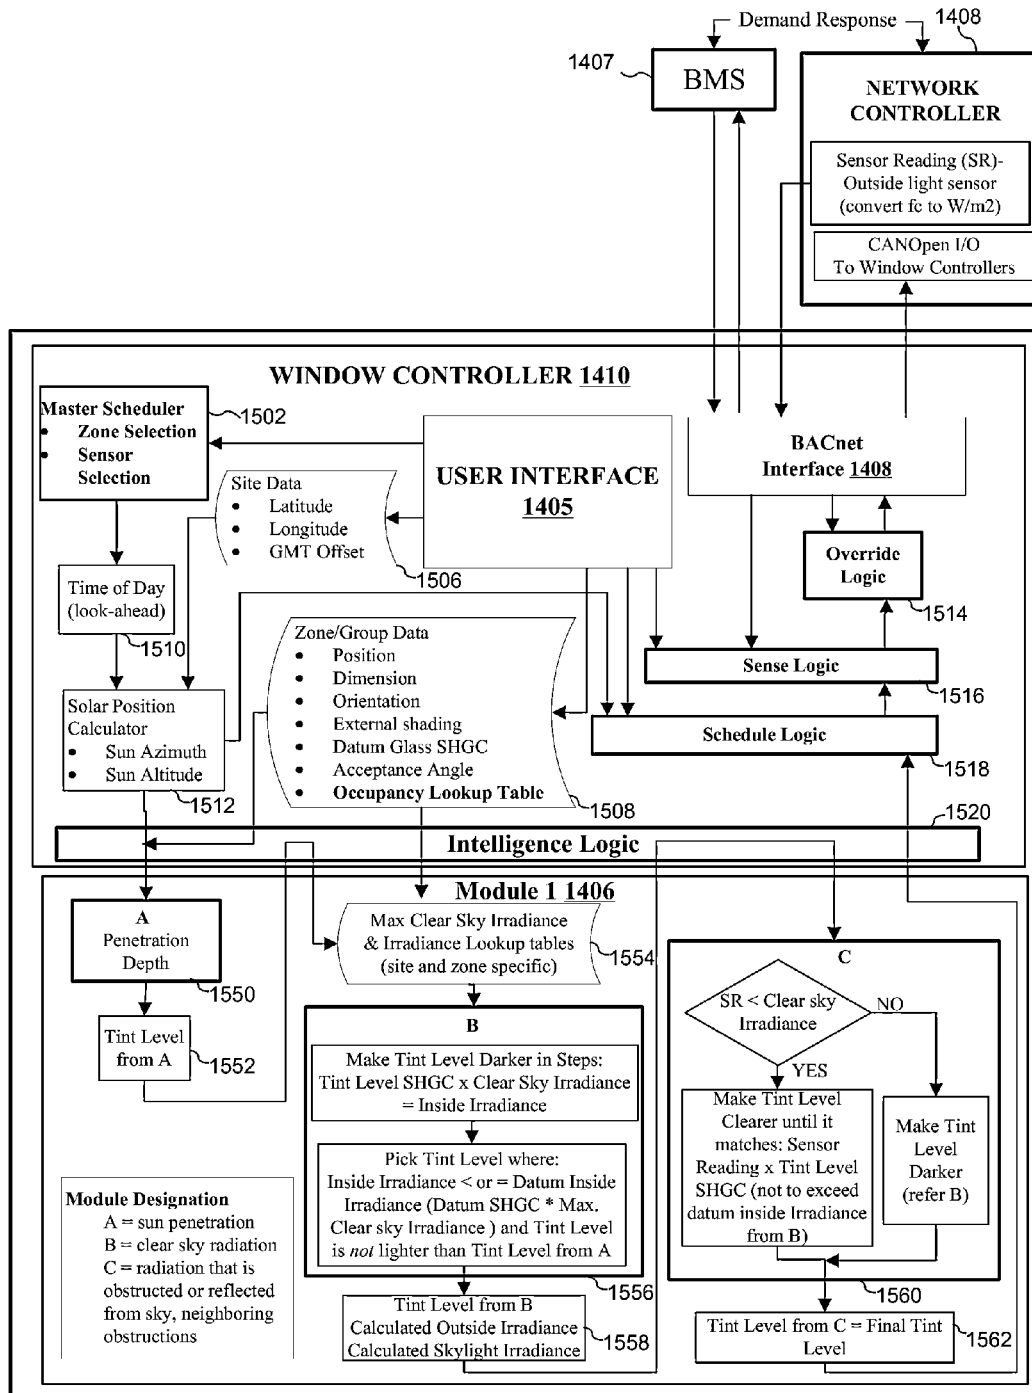 Demand Response
1408
1407
BMS
NETWORK
CONTROLLER
Sensor Reading (SR)-
Outside light sensor
(convert fc to W/m2)
CANOpen I/O
To Window Controllers
WINDOW CONTROLLER 1410
Master Scheduler
• Zone Selection
• Sensor
Selection
1502
USER INTERFACE
1405
BACnet
Interface 1408
Site Data
• Latitude
• Longitude
• GMT Offset
1506
Override
Logic
1514
Time of Day
(look-ahead)
1510
Zone/Group Data
• Position
• Dimension
• Orientation
• External shading
• Datum Glass SHGC
• Acceptance Angle
• Occupancy Lookup Table
1508
Sense Logic
1516
Solar Position
Calculator
• Sun Azimuth
• Sun Altitude
1512
Schedule Logic
1518
1520
Intelligence Logic
Module 1 1406
A
Penetration
Depth
1550
Max Clear Sky Irradiance
& Irradiance Lookup tables
(site and zone specific)
1554
C
SR < Clear sky
Irradiance
NO
YES
Tint Level
from A
1552
B
Make Tint Level Darker in Steps:
Tint Level SHGC x Clear Sky Irradiance
= Inside Irradiance
Pick Tint Level where:
Inside Irradiance < or = Datum Inside
Irradiance (Datum SHGC * Max.
Clear sky Irradiance ) and Tint Level
is not lighter than Tint Level from A
1556
Make Tint Level
Clearer until it
matches: Sensor
Reading x Tint Level
SHGC (not to exceed
datum inside Irradiance
from B)
Make Tint
Level
Darker
(refer B)
1560
Module Designation
A = sun penetration
B = clear sky radiation
C = radiation that is
obstructed or reflected
from sky, neighboring
obstructions
Tint Level from B
Calculated Outside Irradiance
Calculated Skylight Irradiance
1558
Tint Level from C = Final Tint
Level
1562